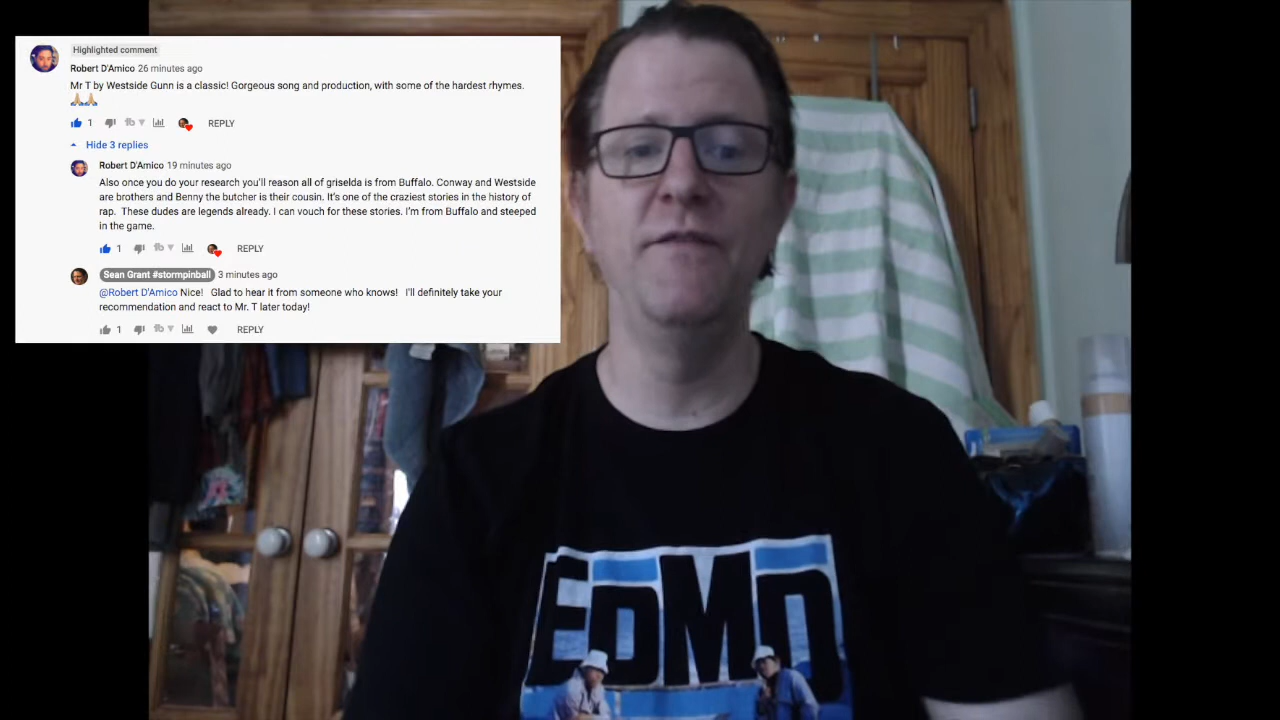 Highlighted comment
Robert D'Amico 26 minutes ago
Mr T by Westside Gunn is a classic! Gorgeous song and production, with some of the hardest rhymes.
🙏🏼🙏🏼
1 REPLY
Hide 3 replies
Robert D'Amico 19 minutes ago
Also once you do your research you'll reason all of griselda is from Buffalo. Conway and Westside
are brothers and Benny the butcher is their cousin. It's one of the craziest stories in the history of
rap. These dudes are legends already. I can vouch for these stories. I'm from Buffalo and steeped
in the game.
1 REPLY
Sean Grant #stormpinball 3 minutes ago
@Robert D'Amico Nice! Glad to hear it from someone who knows! I'll definitely take your
recommendation and react to Mr. T later today!
1 REPLY
EPMD